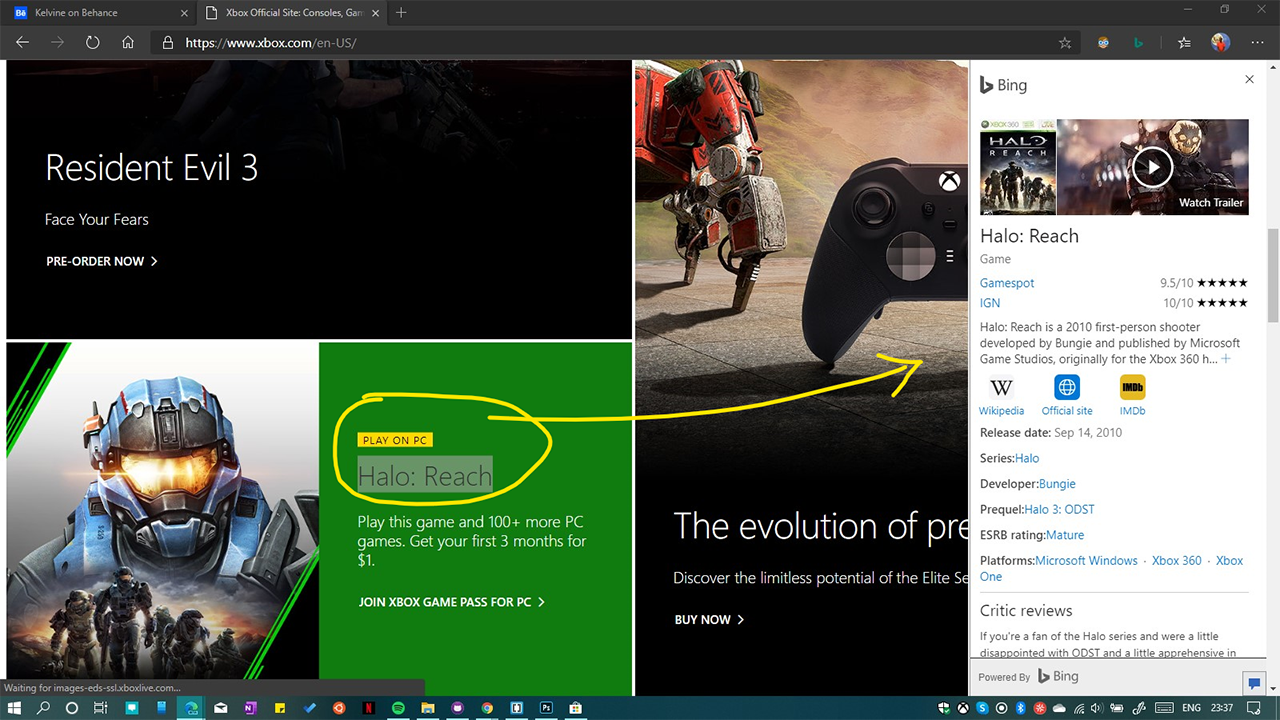 Bē Kelvine on Behance
Xbox Official Site: Consoles, Gam
https://www.xbox.com/en-US/
Resident Evil 3
Face Your Fears
PRE-ORDER NOW
PLAY ON PC
Halo: Reach
Play this game and 100+ more PC
games. Get your first 3 months for
$1.
JOIN XBOX GAME PASS FOR PC
The evolution of pre
Discover the limitless potential of the Elite Se
BUY NOW
Bing
XBOX 360
HALO
REACH
Watch Trailer
Halo: Reach
Game
Gamespot 9.5/10 ★★★★★
IGN 10/10 ★★★★★
Halo: Reach is a 2010 first-person shooter
developed by Bungie and published by Microsoft
Game Studios, originally for the Xbox 360 h... +
W IMDb
Wikipedia Official site IMDb
Release date: Sep 14, 2010
Series:Halo
Developer:Bungie
Prequel:Halo 3: ODST
ESRB rating:Mature
Platforms:Microsoft Windows · Xbox 360 · Xbox
One
Critic reviews
If you're a fan of the Halo series and were a little
disappointed with ODST and a little apprehensive in
Powered By Bing
Waiting for images-eds-ssl.xboxlive.com...
ENG 23:37